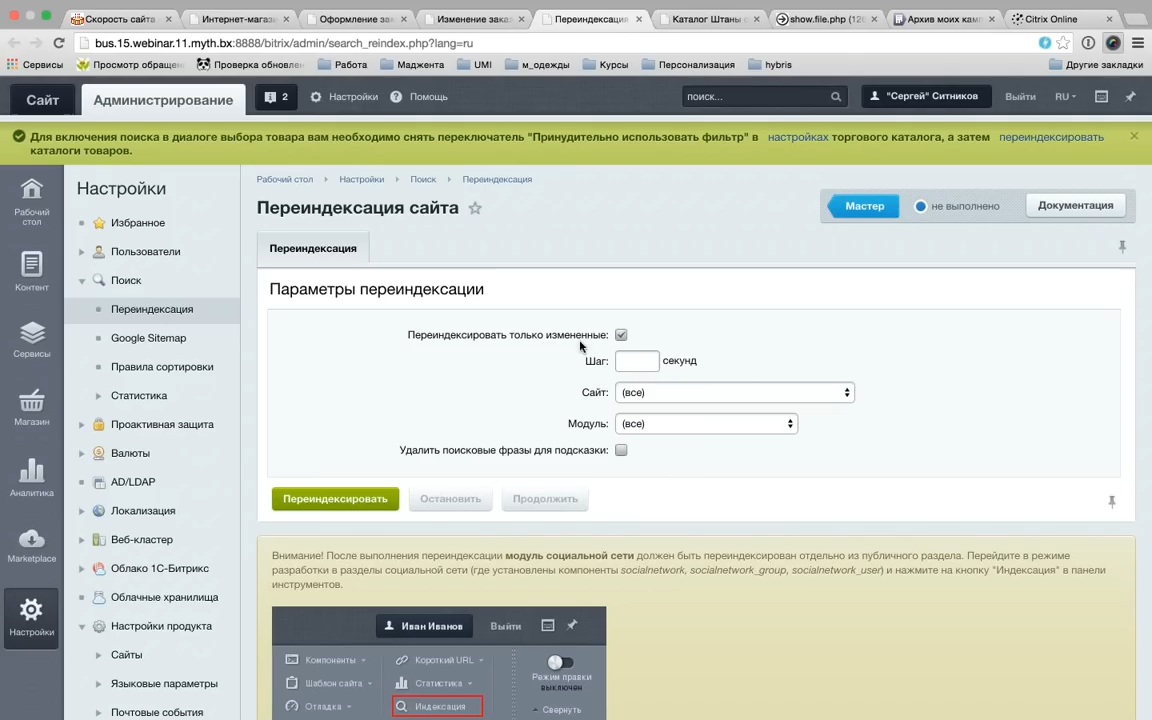 Скорость сайта
Интернет-магаз
Оформление зак
Изменение заказ
Переиндексация
Каталог Штаны с
show.file.php (126
Архив моих кам
Citrix Online
bus.15.webinar.11.myth.bx:8888/bitrix/admin/search_reindex.php?lang=ru
Сервисы Просмотр обращен Проверка обновлен Работа Маджента UMI м_одежды Курсы Персонализация hybris Другие закладки
Сайт Администрирование 2 Настройки Помощь поиск... "Сергей" Ситников Выйти RU
Для включения поиска в диалоге выбора товара вам необходимо снять переключатель "Принудительно использовать фильтр" в настройках торгового каталога, а затем переиндексировать
каталоги товаров.
Рабочий
стол
Контент
Сервисы
Магазин
Аналитика
Marketplace
Настройки
Настройки
Избранное
Пользователи
Поиск
Переиндексация
Google Sitemap
Правила сортировки
Статистика
Проактивная защита
Валюты
AD/LDAP
Локализация
Веб-кластер
Облако 1С-Битрикс
Облачные хранилища
Настройки продукта
Сайты
Языковые параметры
Почтовые события
Рабочий стол Настройки Поиск Переиндексация
Переиндексация сайта
Мастер не выполнено Документация
Переиндексация
Параметры переиндексации
Переиндексировать только измененные:
Шаг: секунд
Сайт: (все)
Модуль: (все)
Удалить поисковые фразы для подсказки:
Переиндексировать Остановить Продолжить
Внимание! После выполнения переиндексации модуль социальной сети должен быть переиндексирован отдельно из публичного раздела. Перейдите в режиме
разработки в разделы социальной сети (где установлены компоненты socialnetwork, socialnetwork_group, socialnetwork_user) и нажмите на кнопку "Индексация" в панели
инструментов.
Иван Иванов Выйти
Компоненты Короткий URL
Шаблон сайта Статистика
Отладка Индексация
Режим правки
выключен
Свернуть